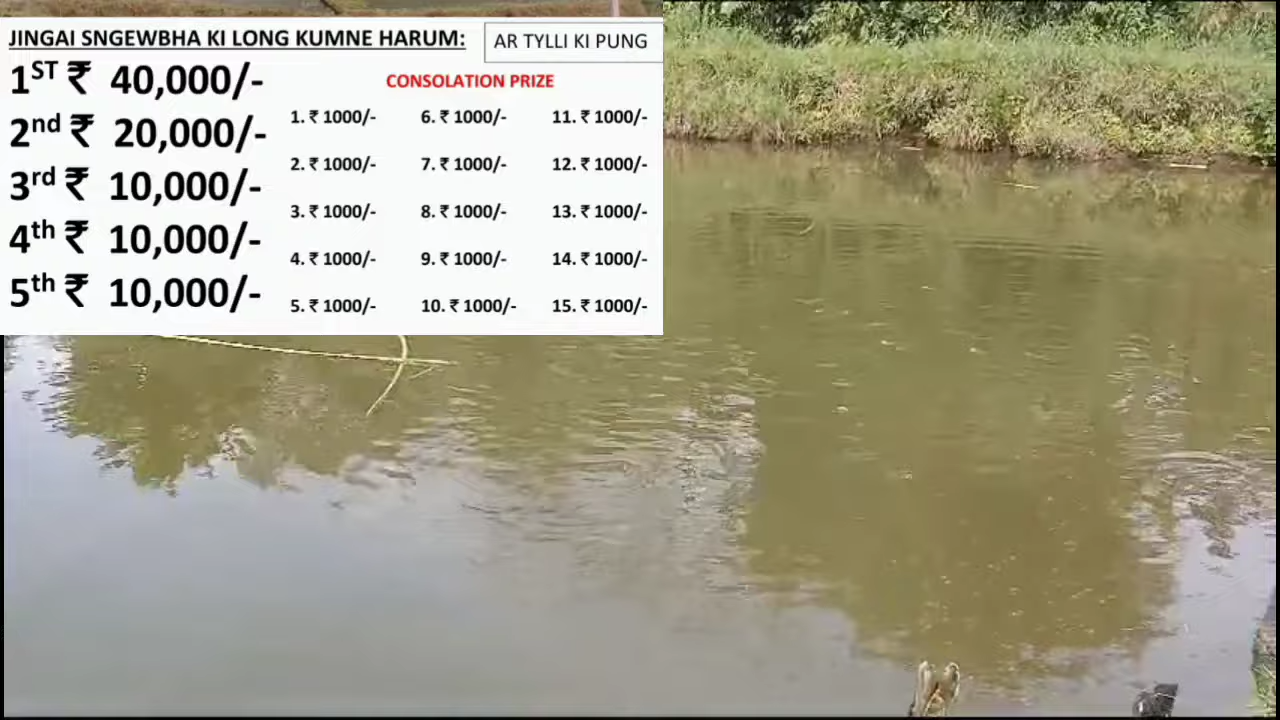 JINGAI SNGEWBHA KI LONG KUMNE HARUM:
AR TYLLI KI PUNG
1ST ₹ 40,000/-
2nd ₹ 20,000/-
3rd ₹ 10,000/-
4th ₹ 10,000/-
5th ₹ 10,000/-
CONSOLATION PRIZE
1. ₹ 1000/- 6. ₹ 1000/- 11. ₹ 1000/-
2. ₹ 1000/- 7. ₹ 1000/- 12. ₹ 1000/-
3. ₹ 1000/- 8. ₹ 1000/- 13. ₹ 1000/-
4. ₹ 1000/- 9. ₹ 1000/- 14. ₹ 1000/-
5. ₹ 1000/- 10. ₹ 1000/- 15. ₹ 1000/-